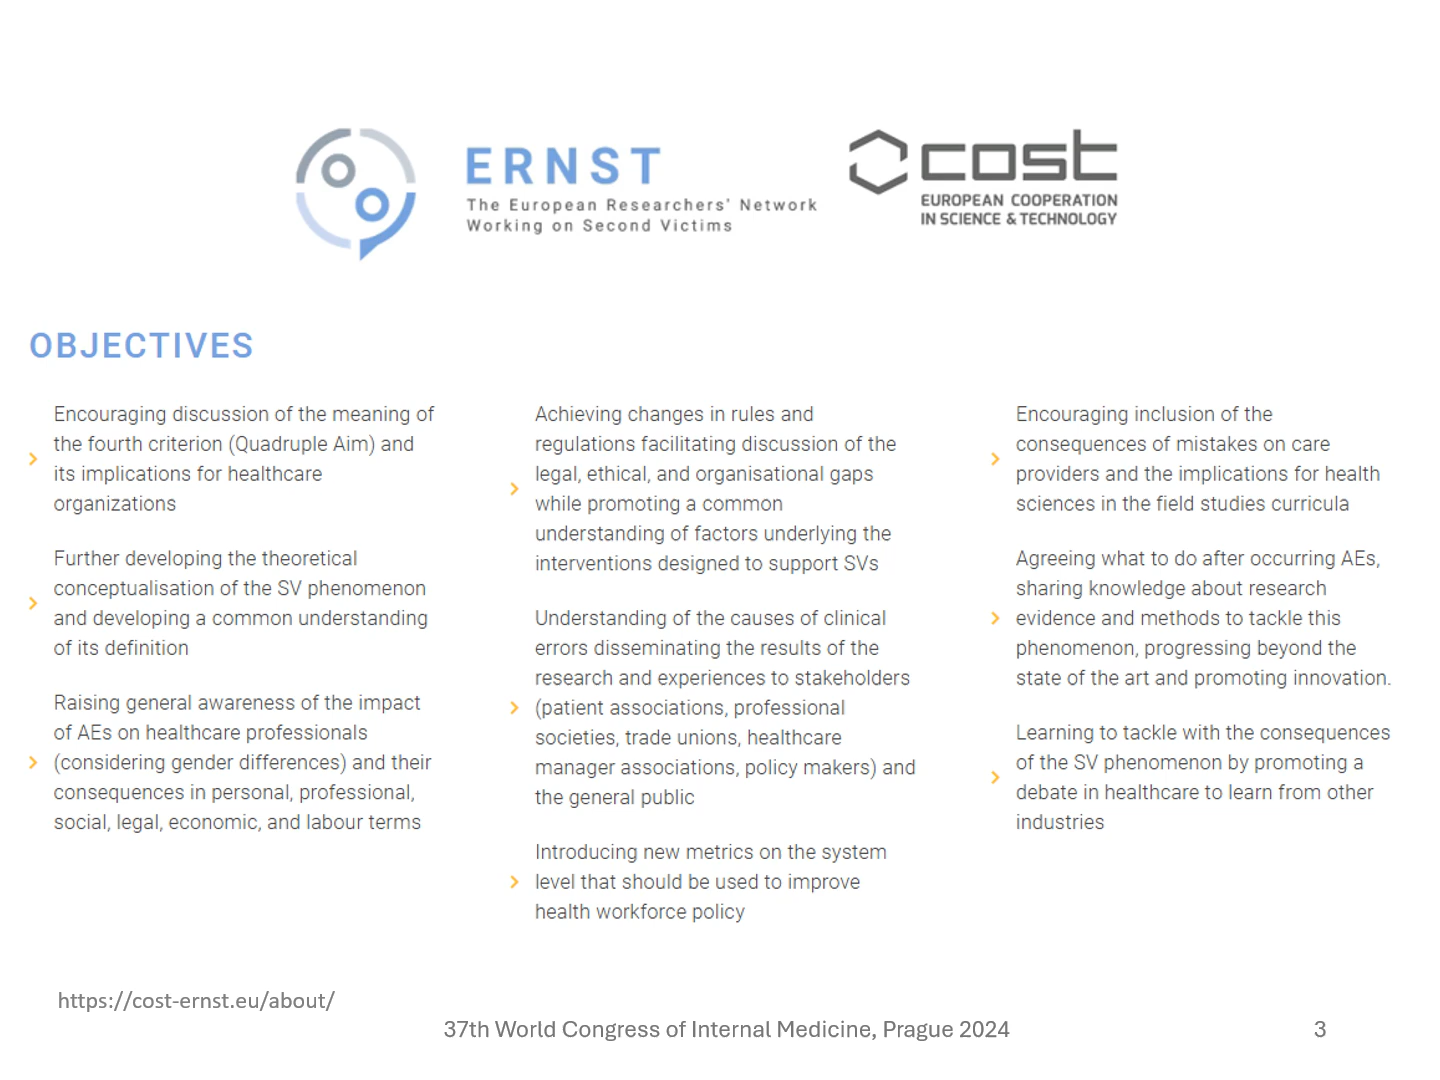 ERNST
The European Researchers' Network
Working on Second Victims
cost
EUROPEAN COOPERATION
IN SCIENCE & TECHNOLOGY
OBJECTIVES
Encouraging discussion of the meaning of
the fourth criterion (Quadruple Aim) and
its implications for healthcare
organizations
Further developing the theoretical
conceptualisation of the SV phenomenon
and developing a common understanding
of its definition
Raising general awareness of the impact
of AEs on healthcare professionals
(considering gender differences) and their
consequences in personal, professional,
social, legal, economic, and labour terms
Achieving changes in rules and
regulations facilitating discussion of the
legal, ethical, and organisational gaps
while promoting a common
understanding of factors underlying the
interventions designed to support SVs
Understanding of the causes of clinical
errors disseminating the results of the
research and experiences to stakeholders
(patient associations, professional
societies, trade unions, healthcare
manager associations, policy makers) and
the general public
Introducing new metrics on the system
level that should be used to improve
health workforce policy
Encouraging inclusion of the
consequences of mistakes on care
providers and the implications for health
sciences in the field studies curricula
Agreeing what to do after occurring AEs,
sharing knowledge about research
evidence and methods to tackle this
phenomenon, progressing beyond the
state of the art and promoting innovation.
Learning to tackle with the consequences
of the SV phenomenon by promoting a
debate in healthcare to learn from other
industries
https://cost-ernst.eu/about/
37th World Congress of Internal Medicine, Prague 2024
3